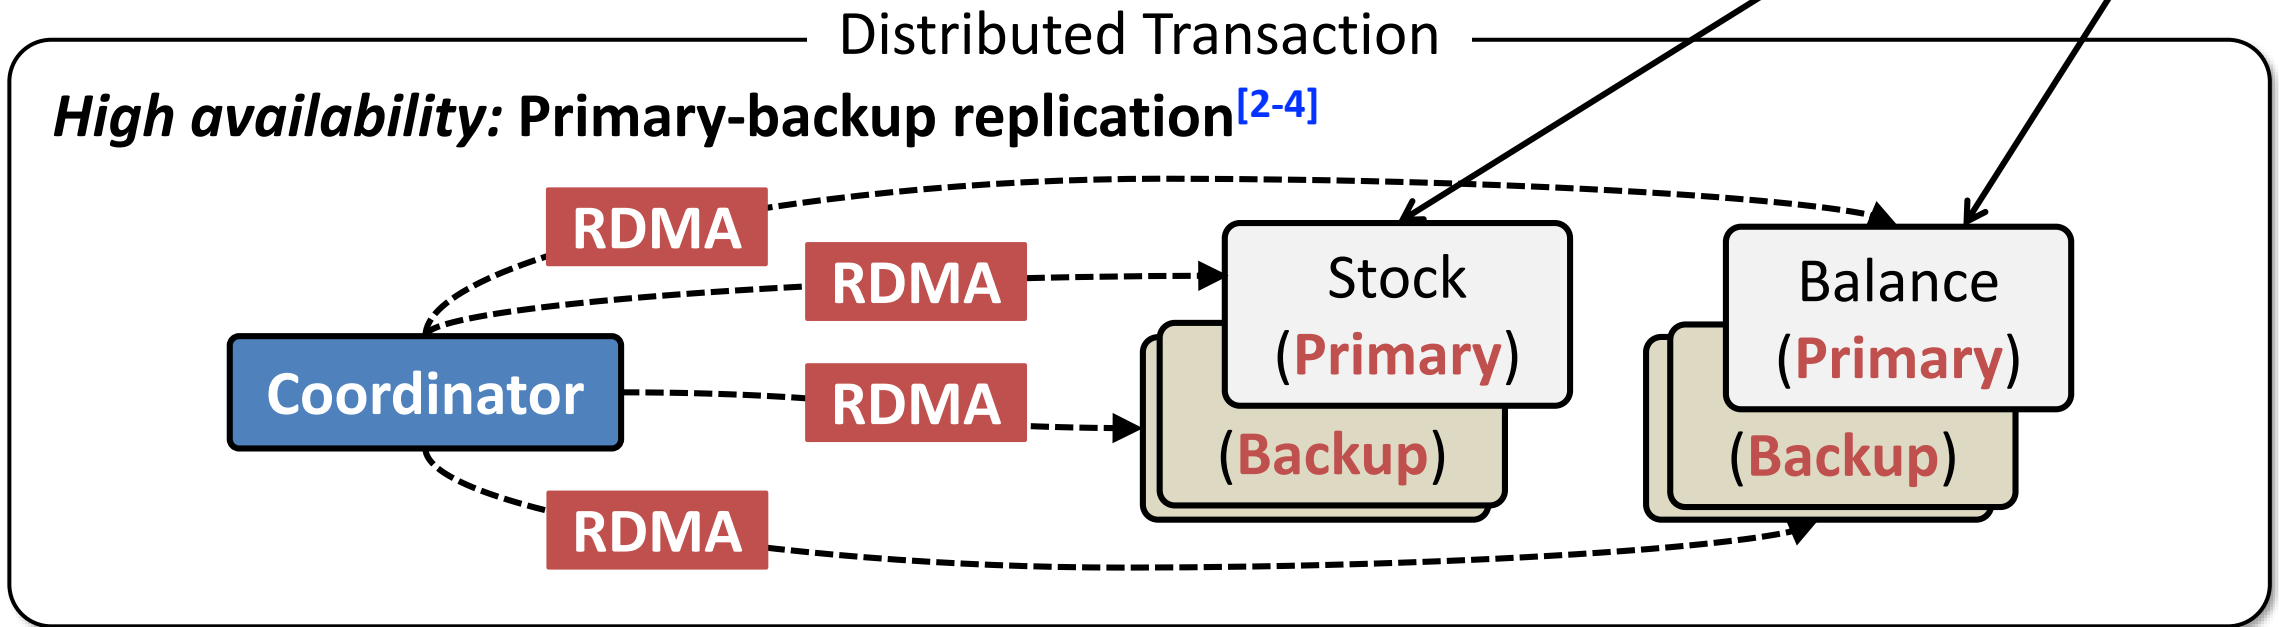 Distributed Transaction
High availability: Primary-backup replication[2-4]
RDMA
RDMA
Stock
(Primary)
Balance
(Primary)
Coordinator
RDMA
(Backup)
(Backup)
RDMA